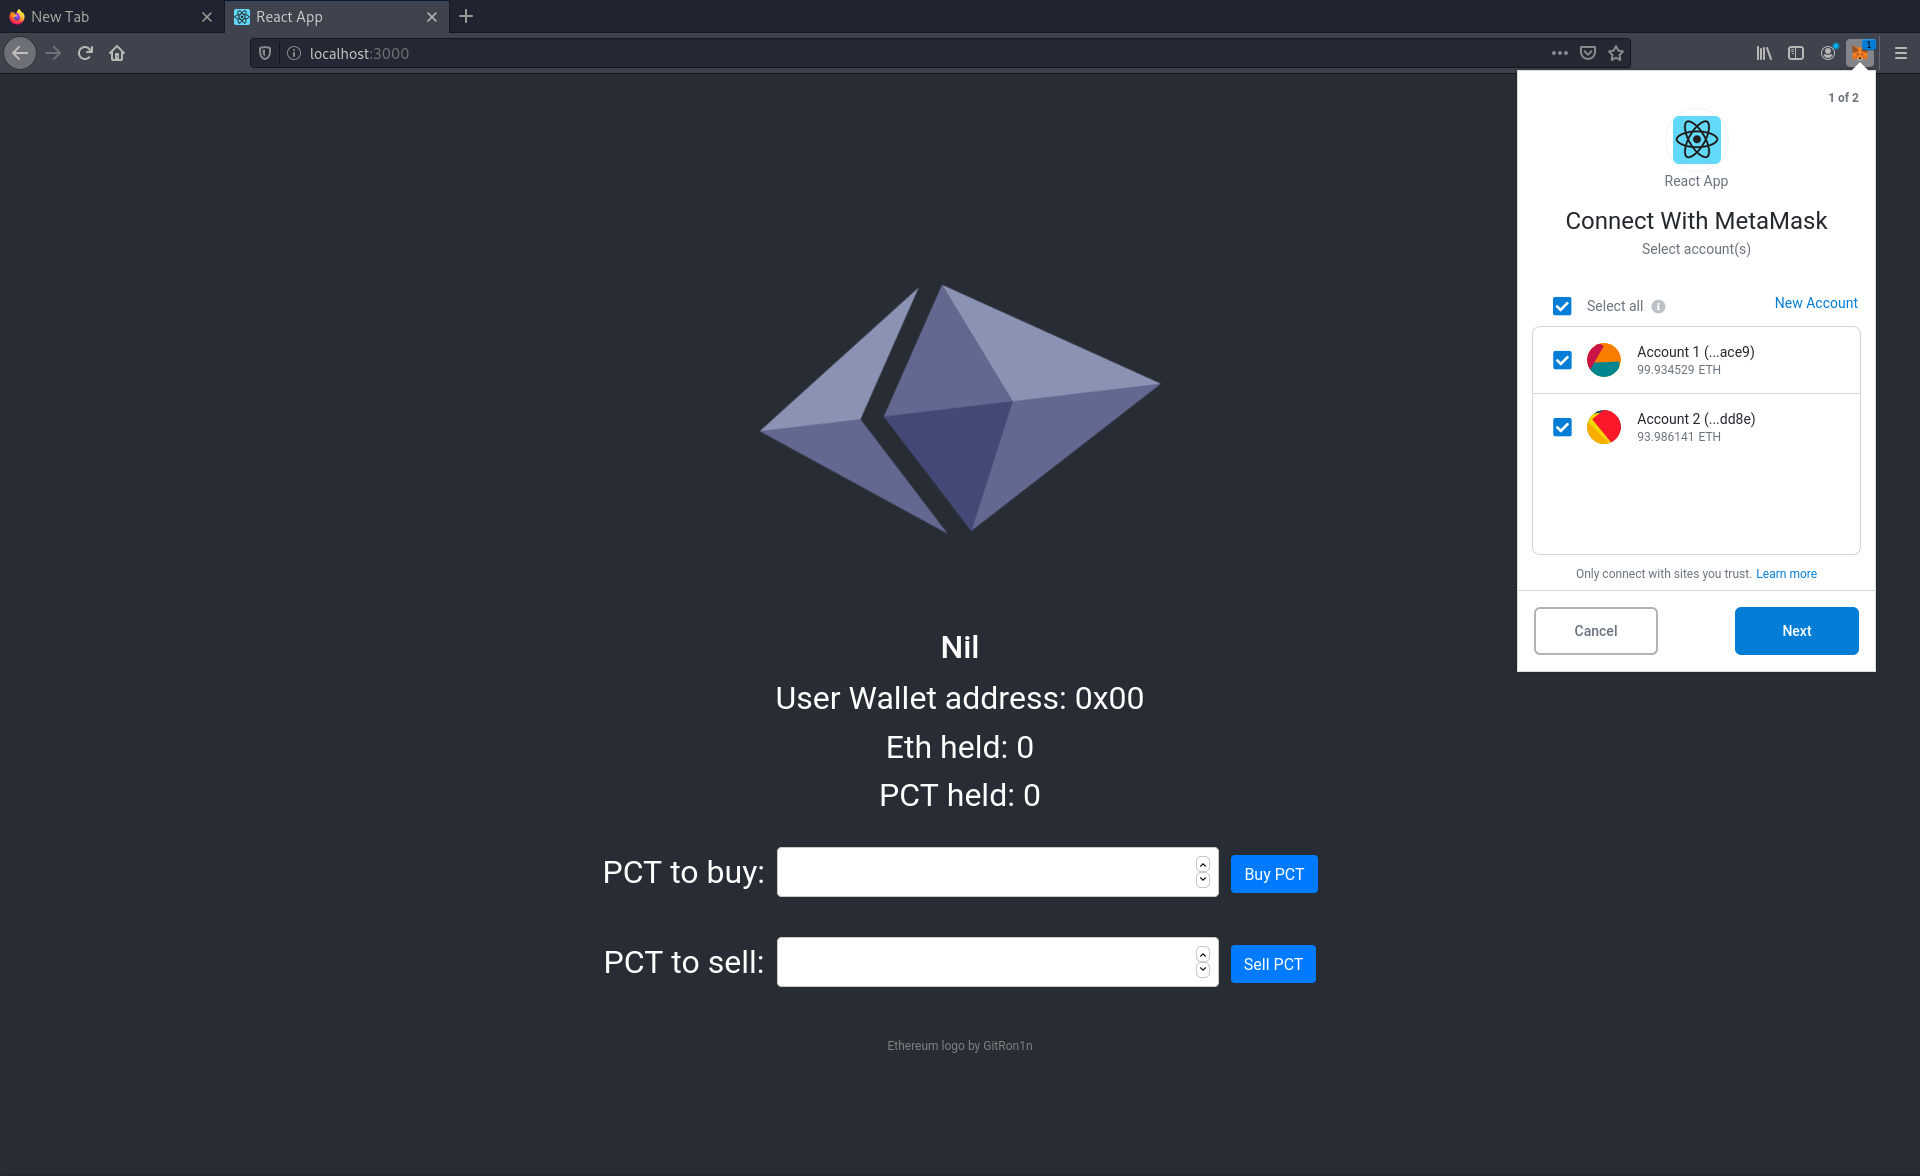 New Tab
React App
localhost:3000
1
1 of 2
React App
Connect With MetaMask
Select account(s)
Select all
New Account
Account 1 (...ace9)
99.934529 ETH
Account 2 (...dd8e)
93.986141 ETH
Only connect with sites you trust. Learn more
Cancel
Next
Nil
User Wallet address: 0x00
Eth held: 0
PCT held: 0
PCT to buy:
Buy PCT
PCT to sell:
Sell PCT
Ethereum logo by GitRon1n